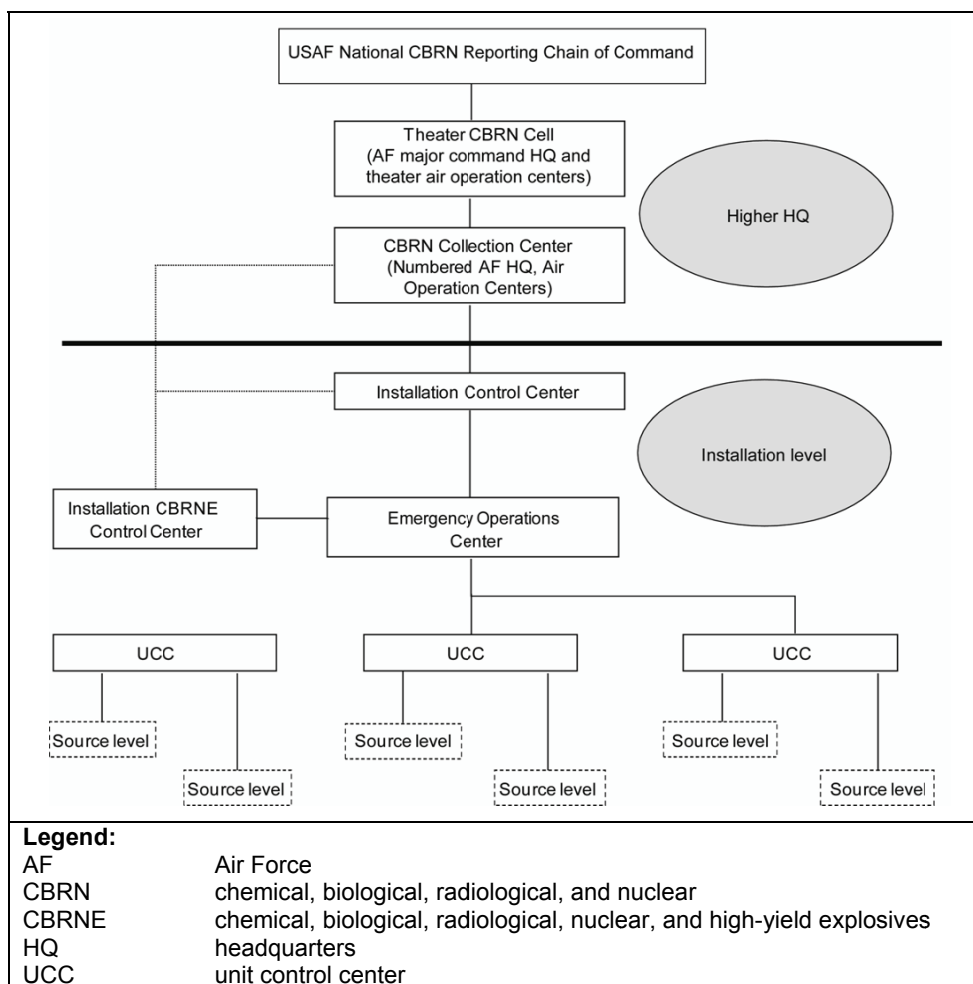 USAF National CBRN Reporting Chain of Command
Theater CBRN Cell
(AF major command HQ and
theater air operation centers)
Higher HQ
CBRN Collection Center
(Numbered AF HQ, Air
Operation Centers)
Installation Control Center
Installation level
Installation CBRNE
Control Center
Emergency Operations
Center
UCC
UCC
UCC
Source level
Source level
Source level
Source level
Source level
Source level
Legend:
AF Air Force
CBRN chemical, biological, radiological, and nuclear
CBRNE chemical, biological, radiological, nuclear, and high-yield explosives
HQ headquarters
UCC unit control center